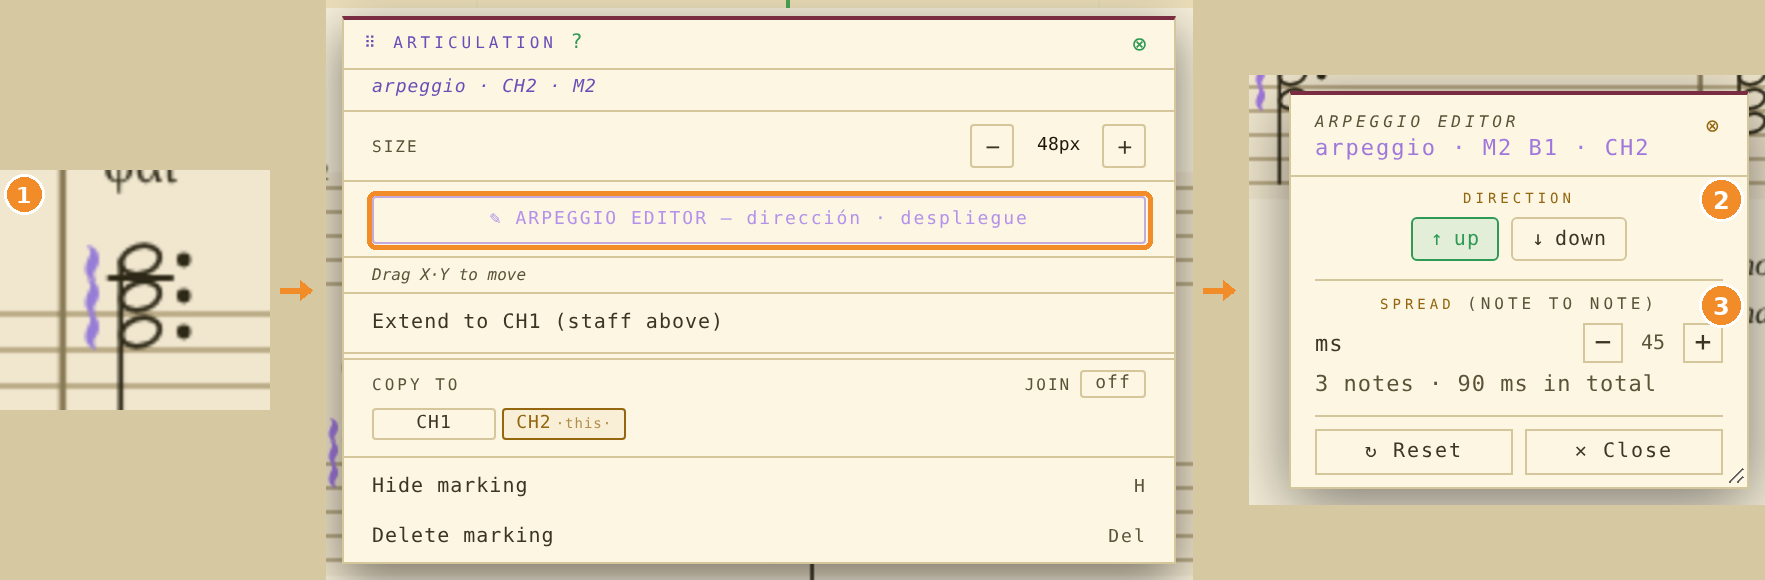 1
ARTICULATION ?
arpeggio · CH2 · M2
SIZE
− 48px +
✎ ARPEGGIO EDITOR — dirección · despliegue
Drag X·Y to move
Extend to CH1 (staff above)
COPY TO
JOIN off
CH1 CH2 ·this·
Hide marking H
Delete marking Del
ARPEGGIO EDITOR
arpeggio · M2 B1 · CH2
DIRECTION
2
↑ up ↓ down
SPREAD (NOTE TO NOTE)
3
ms − 45 +
3 notes · 90 ms in total
↻ Reset × Close